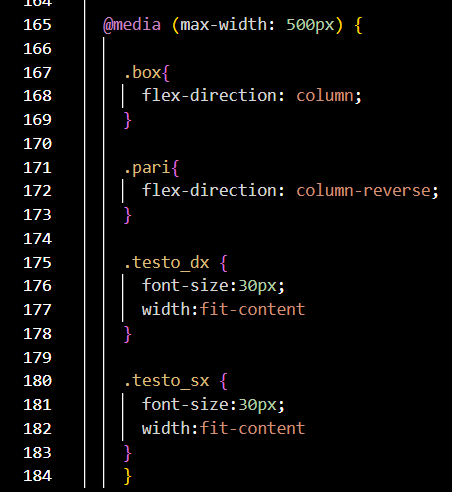 164
165 @media (max-width: 500px) {
166
167 .box{
168 flex-direction: column;
169 }
170
171 .pari{
172 flex-direction: column-reverse;
173 }
174
175 .testo_dx {
176 font-size:30px;
177 width:fit-content
178 }
179
180 .testo_sx {
181 font-size:30px;
182 width:fit-content
183 }
184 }